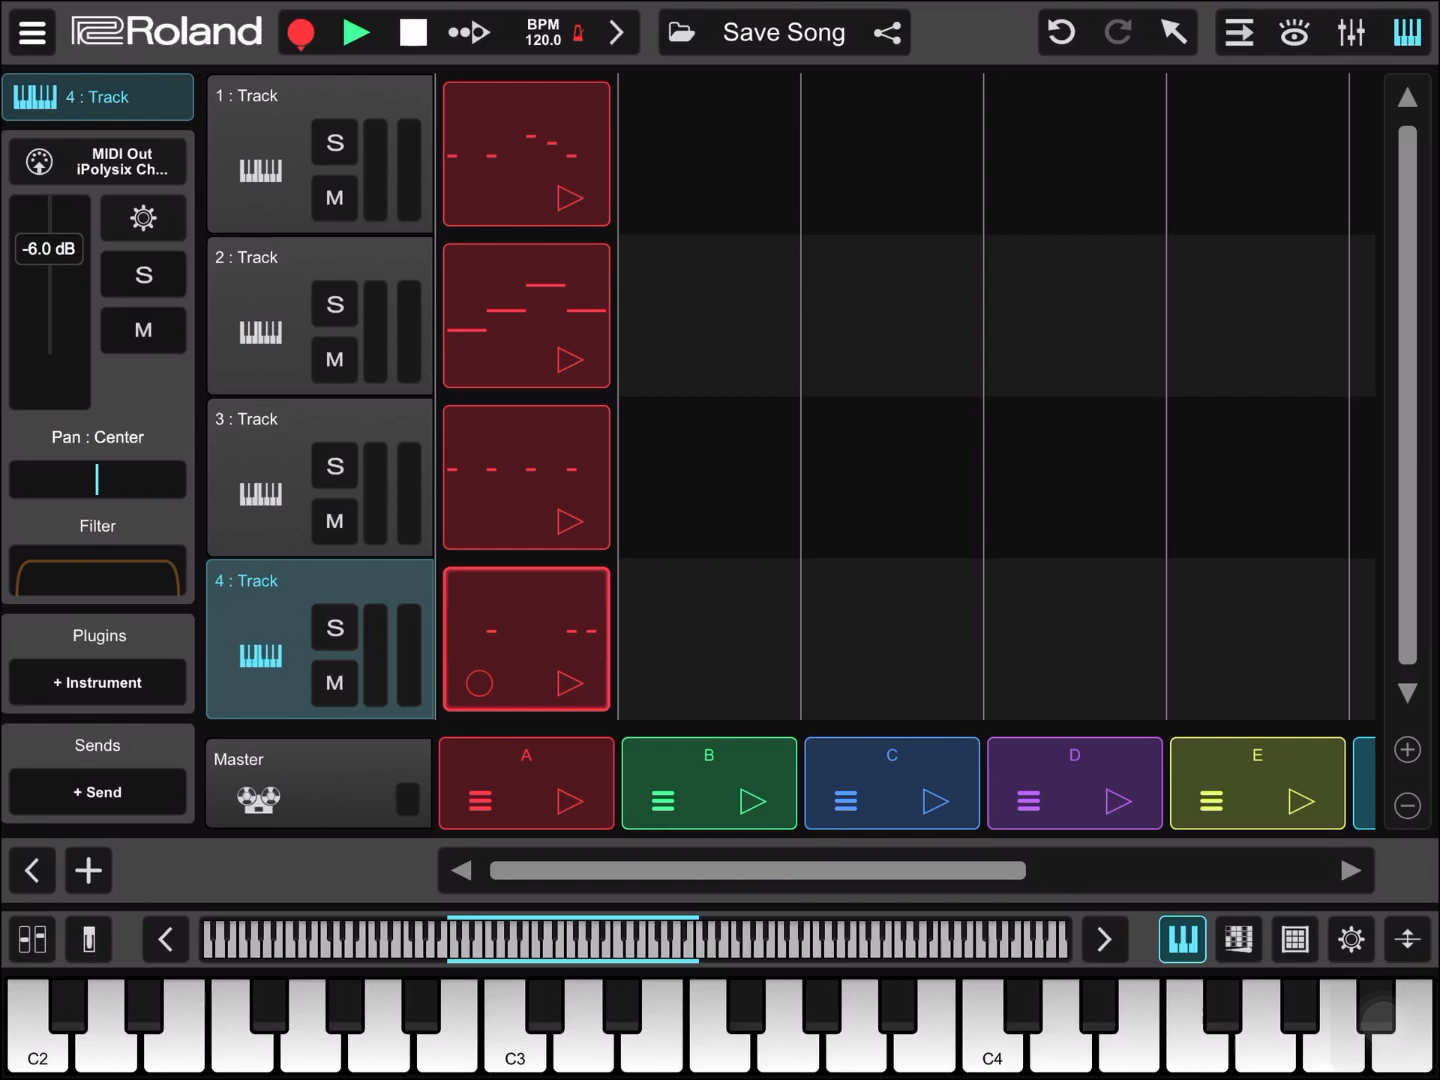 Roland
BPM
120.0
Save Song
4 : Track
MIDI Out
iPolysix Ch...
-6.0 dB
S
M
Pan : Center
Filter
Plugins
+ Instrument
Sends
+ Send
1 : Track
S
M
2 : Track
S
M
3 : Track
S
M
4 : Track
S
M
Master
A
B
C
D
E
C2
C3
C4